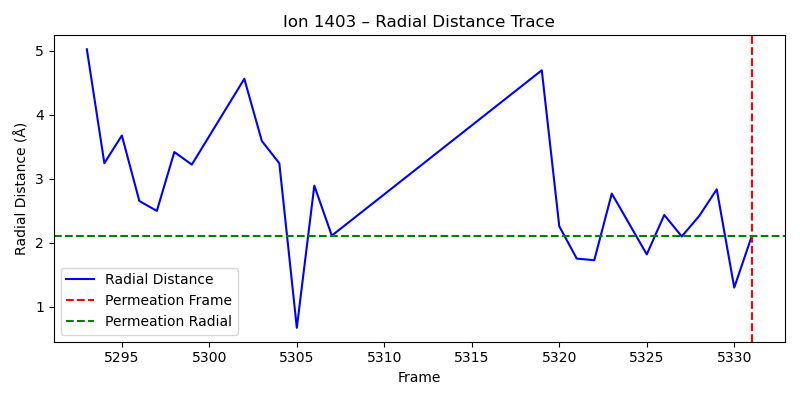 Ion 1403 – Radial Distance Trace
Radial Distance (Å)
5
4
3
2
1
Radial Distance
Permeation Frame
Permeation Radial
5295 5300 5305 5310 5315 5320 5325 5330
Frame